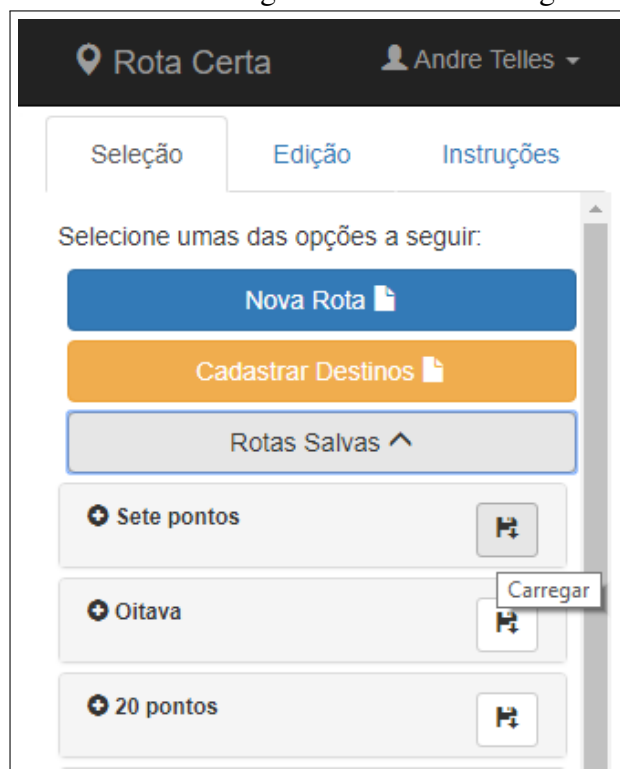 Rota Certa
Andre Telles
Seleção
Edição
Instruções
Selecione umas das opções a seguir:
Nova Rota
Cadastrar Destinos
Rotas Salvas
Sete pontos
Carregar
Oitava
20 pontos